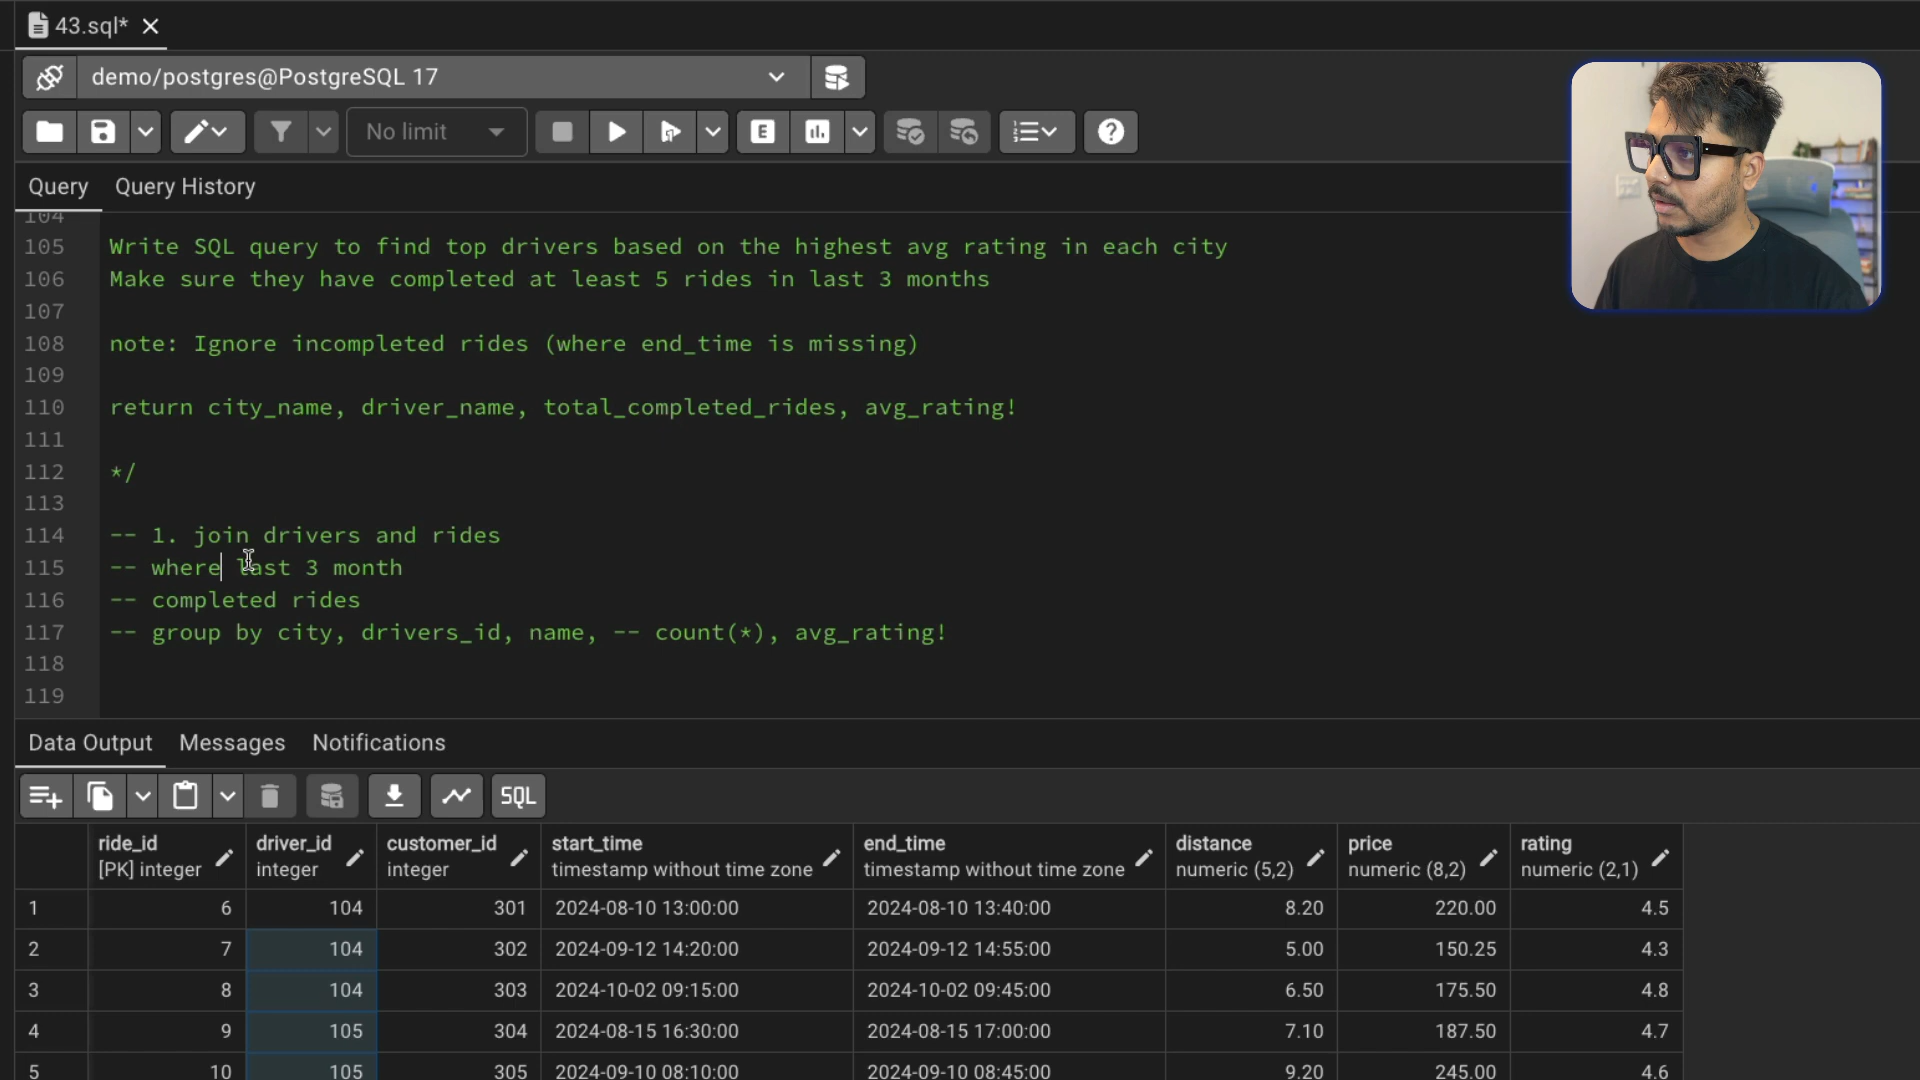 43.sql*
demo/postgres@PostgreSQL 17
No limit
E
Query Query History
104
105 Write SQL query to find top drivers based on the highest avg rating in each city
106 Make sure they have completed at least 5 rides in last 3 months
107
108 note: Ignore incompleted rides (where end_time is missing)
109
110 return city_name, driver_name, total_completed_rides, avg_rating!
111
112 */
113
114 -- 1. join drivers and rides
115 -- where last 3 month
116 -- completed rides
117 -- group by city, drivers_id, name, -- count(*), avg_rating!
118
119
Data Output Messages Notifications
SQL
ride_id driver_id customer_id start_time end_time distance price rating
[PK] integer integer integer timestamp without time zone timestamp without time zone numeric (5,2) numeric (8,2) numeric (2,1)
1 6 104 301 2024-08-10 13:00:00 2024-08-10 13:40:00 8.20 220.00 4.5
2 7 104 302 2024-09-12 14:20:00 2024-09-12 14:55:00 5.00 150.25 4.3
3 8 104 303 2024-10-02 09:15:00 2024-10-02 09:45:00 6.50 175.50 4.8
4 9 105 304 2024-08-15 16:30:00 2024-08-15 17:00:00 7.10 187.50 4.7
5 10 105 305 2024-09-10 08:10:00 2024-09-10 08:45:00 9.20 245.00 4.6